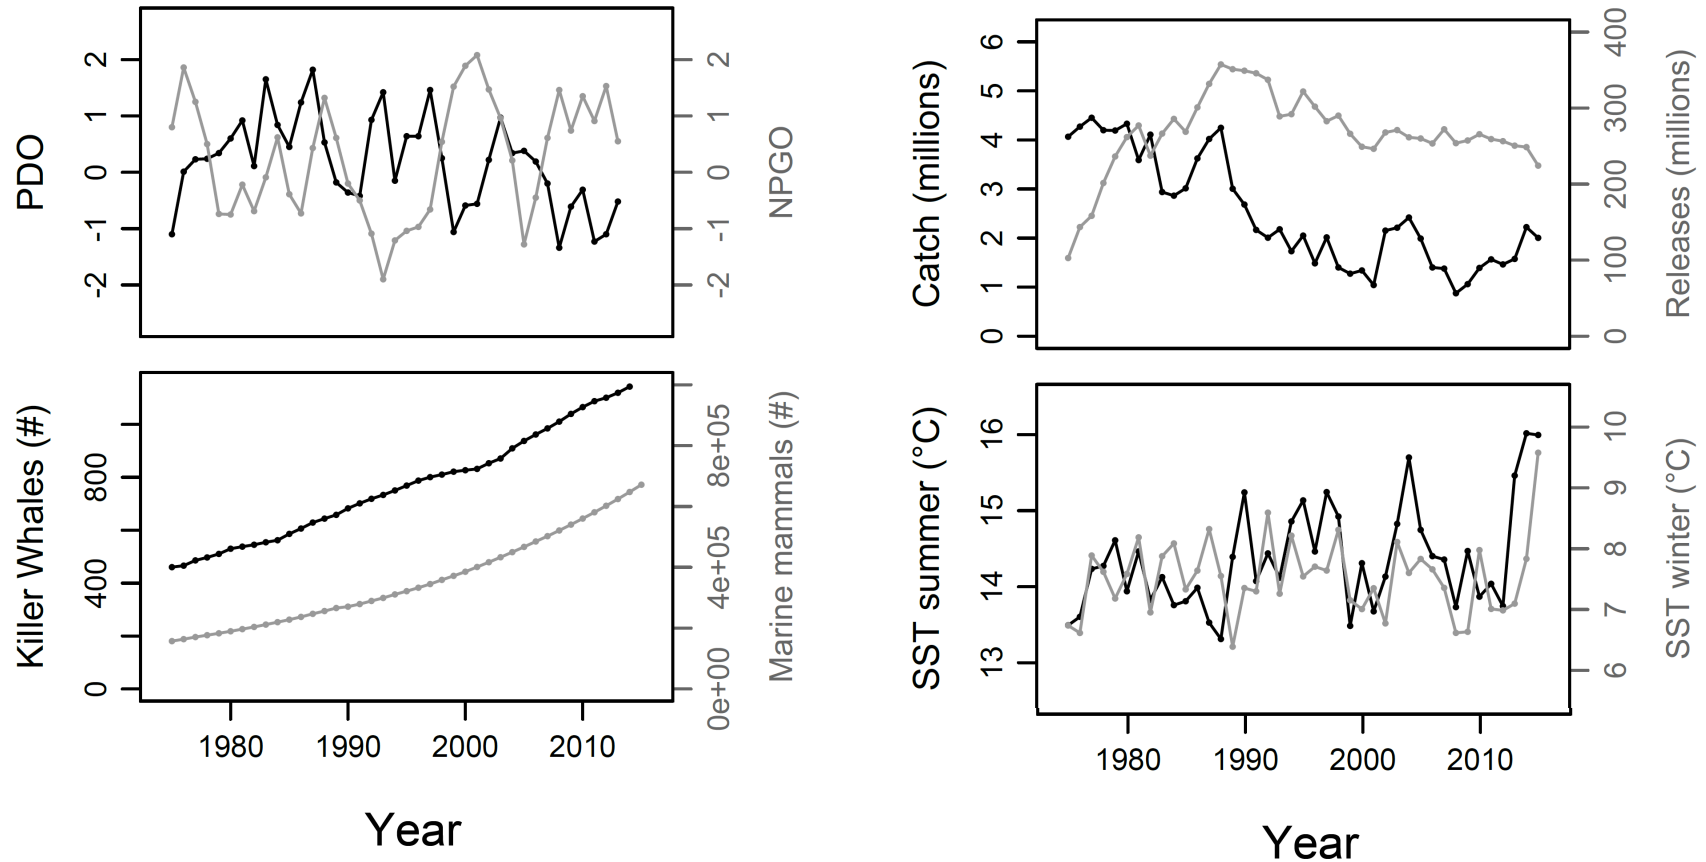 PDO
2
1
0
-1
-2
2
1
0
-1
-2
NPGO
Catch (millions)
6
5
4
3
2
1
0
400
300
200
100
0
Releases (millions)
Killer Whales (#)
800
400
0
8e+05
4e+05
0e+00
Marine mammals (#)
1980 1990 2000 2010
Year
SST summer (°C)
16
15
14
13
10
9
8
7
6
SST winter (°C)
1980 1990 2000 2010
Year